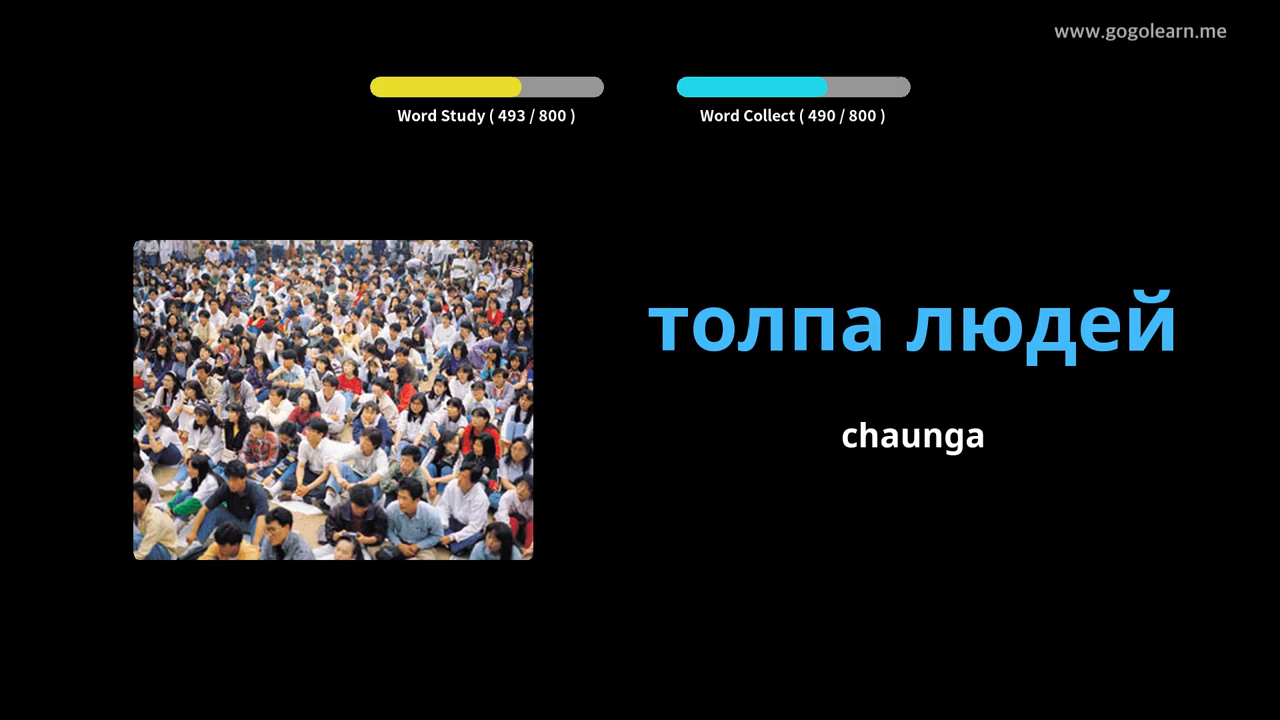 www.gogolearn.me
Word Study ( 493 / 800 )
Word Collect ( 490 / 800 )
толпа людей
chaunga